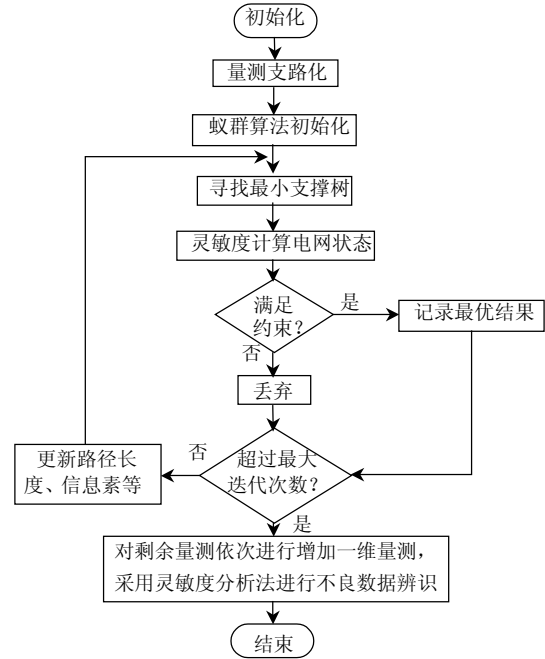 初始化
量测支路化
蚁群算法初始化
寻找最小支撑树
灵敏度计算电网状态
满足
约束？
是
记录最优结果
否
丢弃
更新路径长
度、信息素等
否
超过最大
迭代次数？
是
对剩余量测依次进行增加一维量测，
采用灵敏度分析法进行不良数据辨识
结束